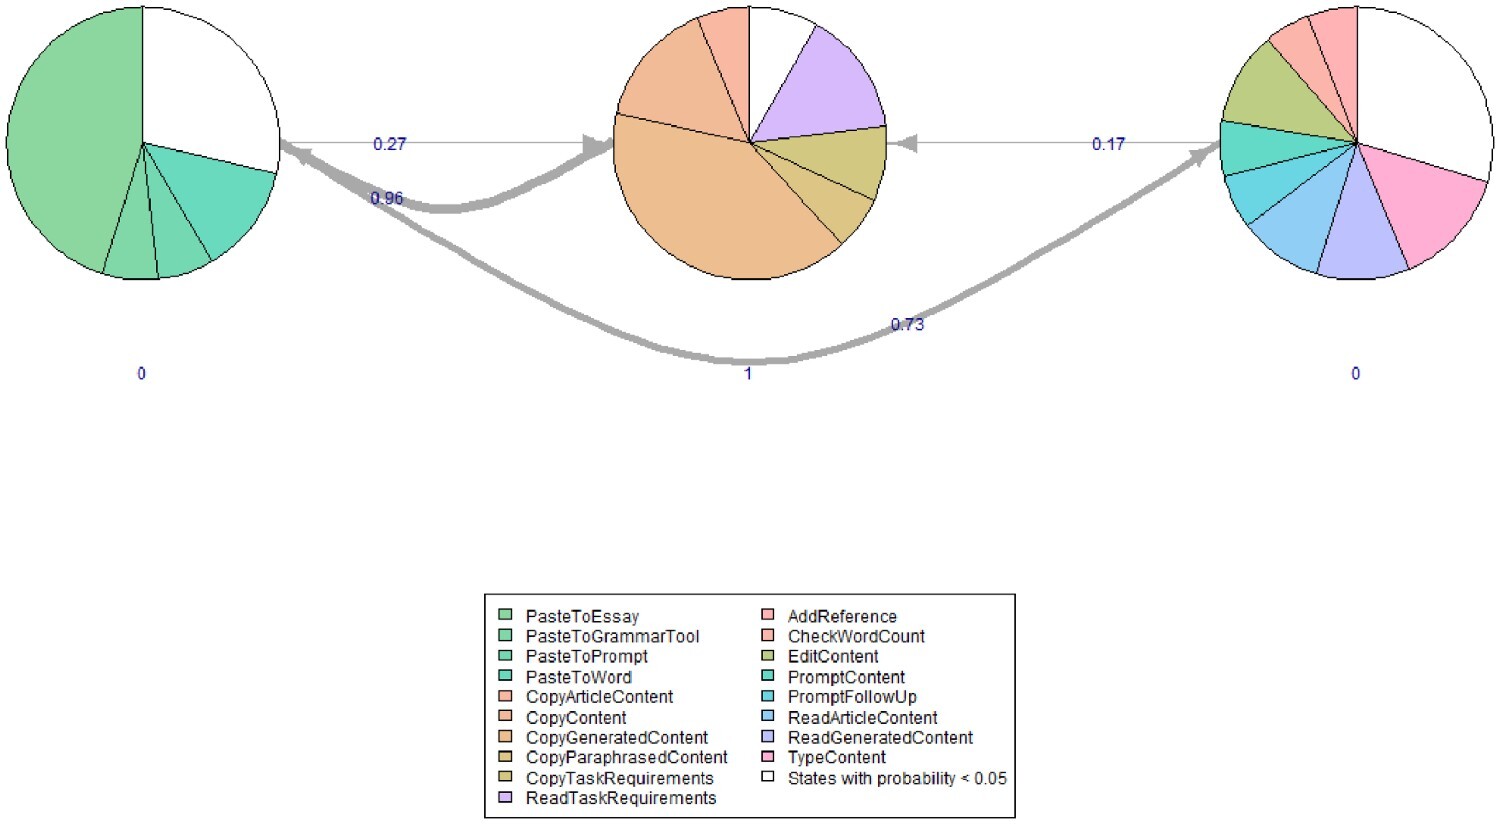 0.27
0.17
0.96
0.73
0
1
0
PasteToEssay
PasteToGrammarTool
PasteToPrompt
PasteToWord
CopyArticleContent
CopyContent
CopyGeneratedContent
CopyParaphrasedContent
CopyTaskRequirements
ReadTaskRequirements
AddReference
CheckWordCount
EditContent
PromptContent
PromptFollowUp
ReadArticleContent
ReadGeneratedContent
TypeContent
States with probability < 0.05